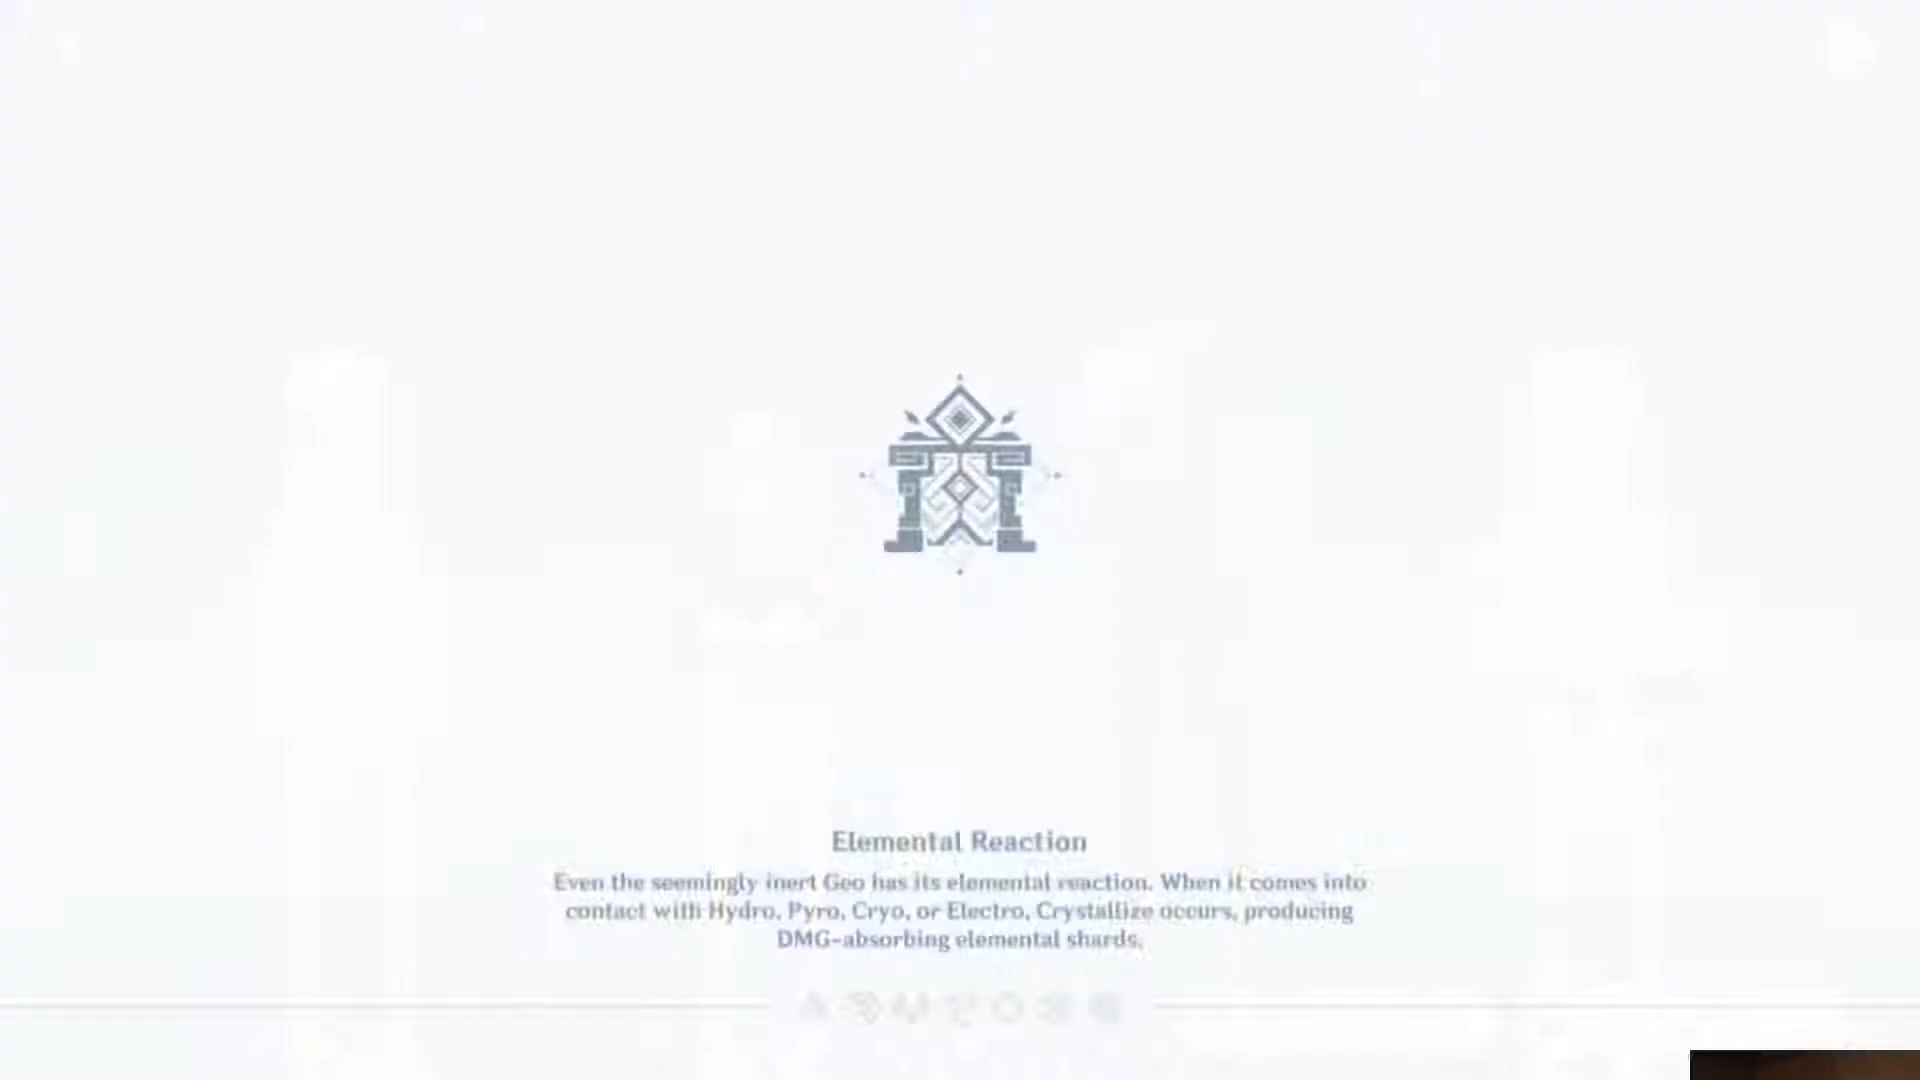 Elemental Reaction
Even the seemingly inert Geo has its elemental reaction. When it comes into
contact with Hydro, Pyro, Cryo, or Electro, Crystallize occurs, producing
DMG-absorbing elemental shards.